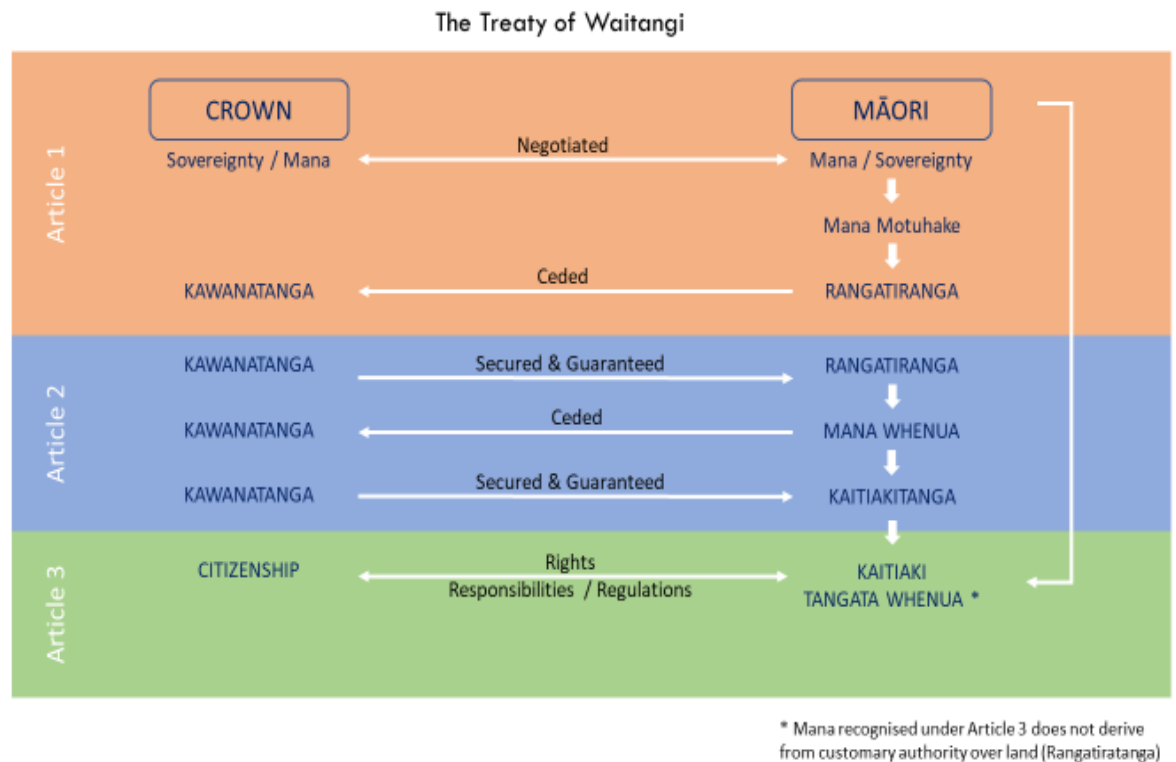 The Treaty of Waitangi
Article 1
CROWN
MĀORI
Sovereignty / Mana
Negotiated
Mana / Sovereignty
Mana Motuhake
KAWANATANGA
Ceded
RANGATIRANGA
Article 2
KAWANATANGA
Secured & Guaranteed
RANGATIRANGA
KAWANATANGA
Ceded
MANA WHENUA
KAWANATANGA
Secured & Guaranteed
KAITIAKITANGA
Article 3
CITIZENSHIP
Rights
Responsibilities / Regulations
KAITIAKI
TANGATA WHENUA *
* Mana recognised under Article 3 does not derive
from customary authority over land (Rangatiratanga)